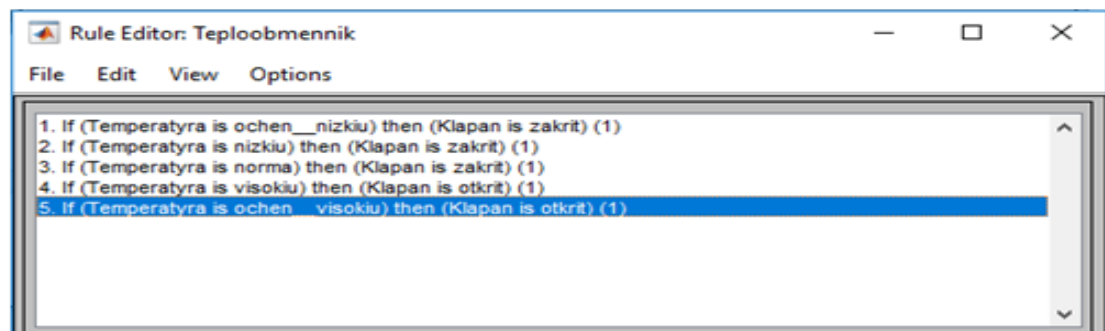 Rule Editor: Teploobmennik
File Edit View Options
1. If (Temperatyra is ochen__nizkiu) then (Klapan is zakrit) (1)
2. If (Temperatyra is nizkiu) then (Klapan is zakrit) (1)
3. If (Temperatyra is norma) then (Klapan is zakrit) (1)
4. If (Temperatyra is visokiu) then (Klapan is otkrit) (1)
5. If (Temperatyra is ochen__visokiu) then (Klapan is otkrit) (1)